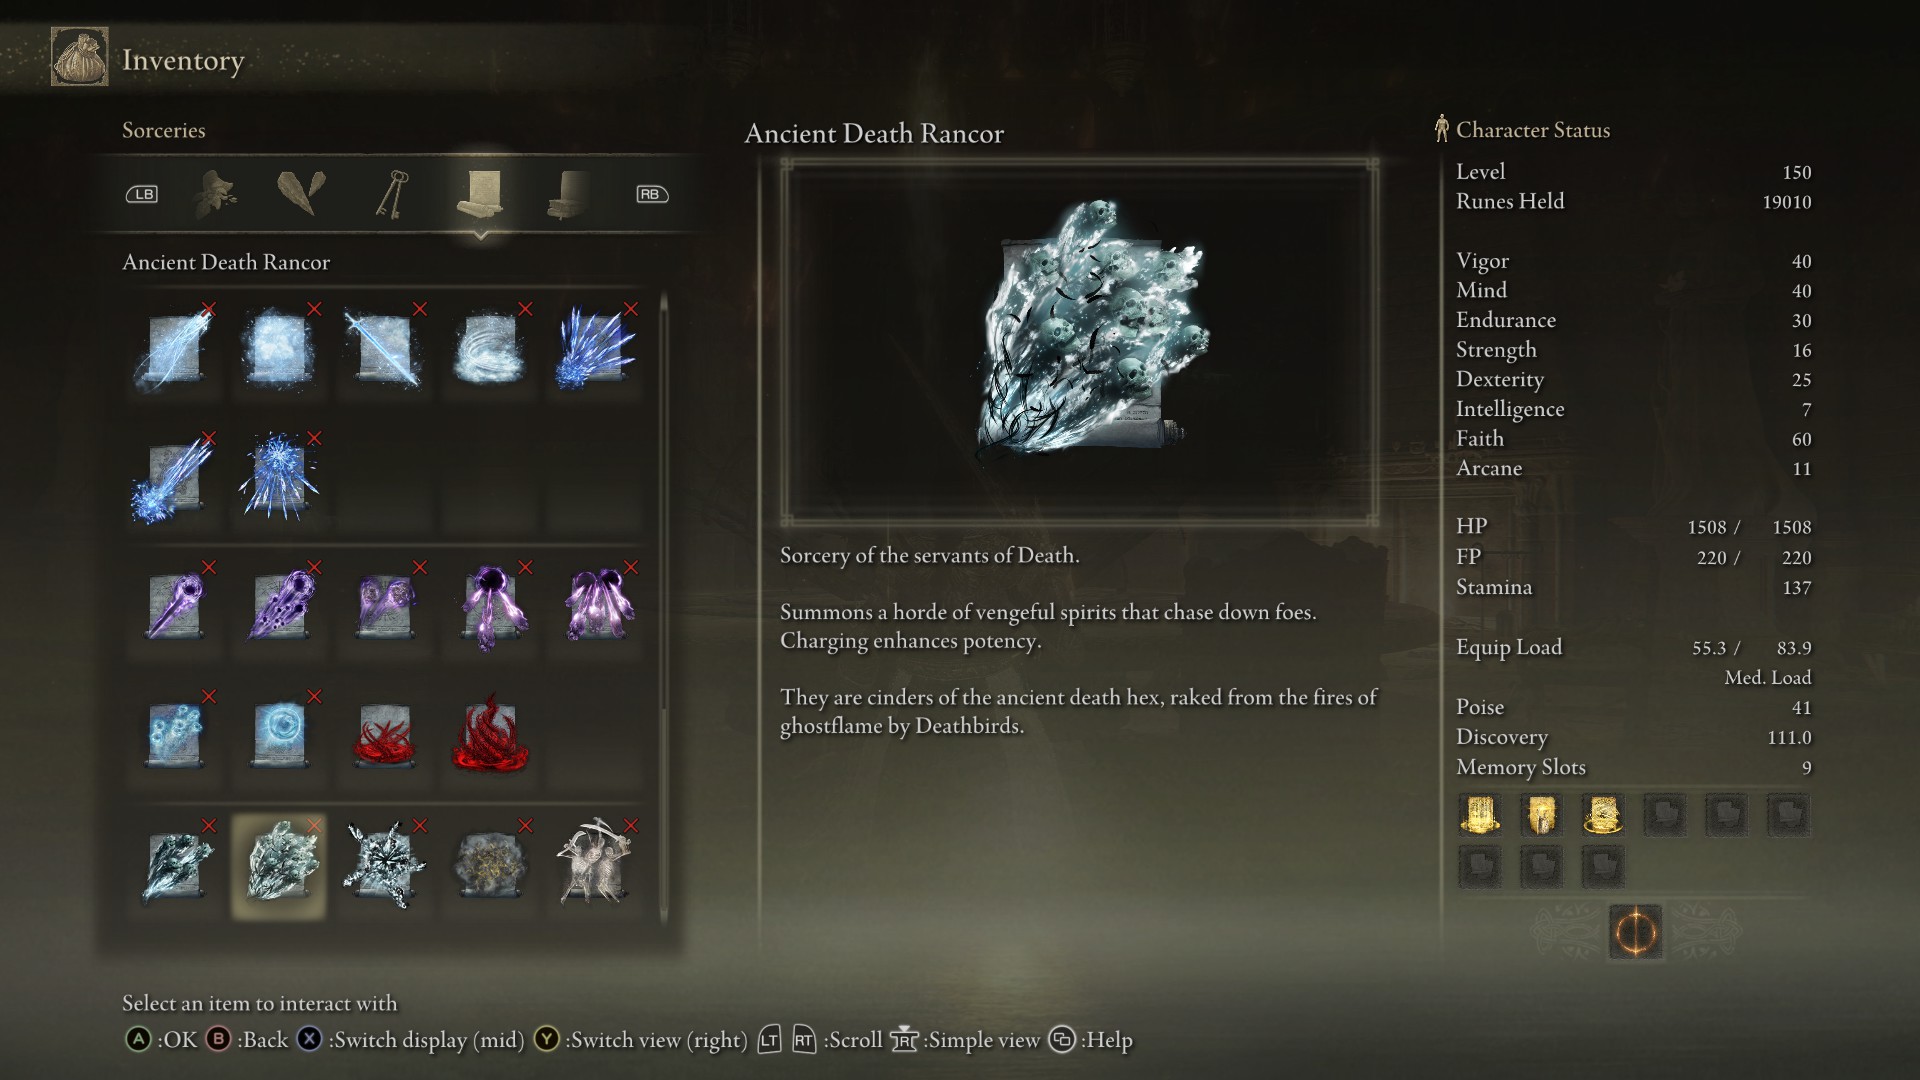 Inventory
Sorceries
LB
RB
Ancient Death Rancor
Ancient Death Rancor
Sorcery of the servants of Death.
Summons a horde of vengeful spirits that chase down foes.
Charging enhances potency.
They are cinders of the ancient death hex, raked from the fires of
ghostflame by Deathbirds.
Character Status
Level 150
Runes Held 19010
Vigor 40
Mind 40
Endurance 30
Strength 16
Dexterity 25
Intelligence 7
Faith 60
Arcane 11
HP 1508 / 1508
FP 220 / 220
Stamina 137
Equip Load 55.3 / 83.9
Med. Load
Poise 41
Discovery 111.0
Memory Slots 9
Select an item to interact with
A :OK B :Back X :Switch display (mid) Y :Switch view (right) LT RT :Scroll R :Simple view :Help